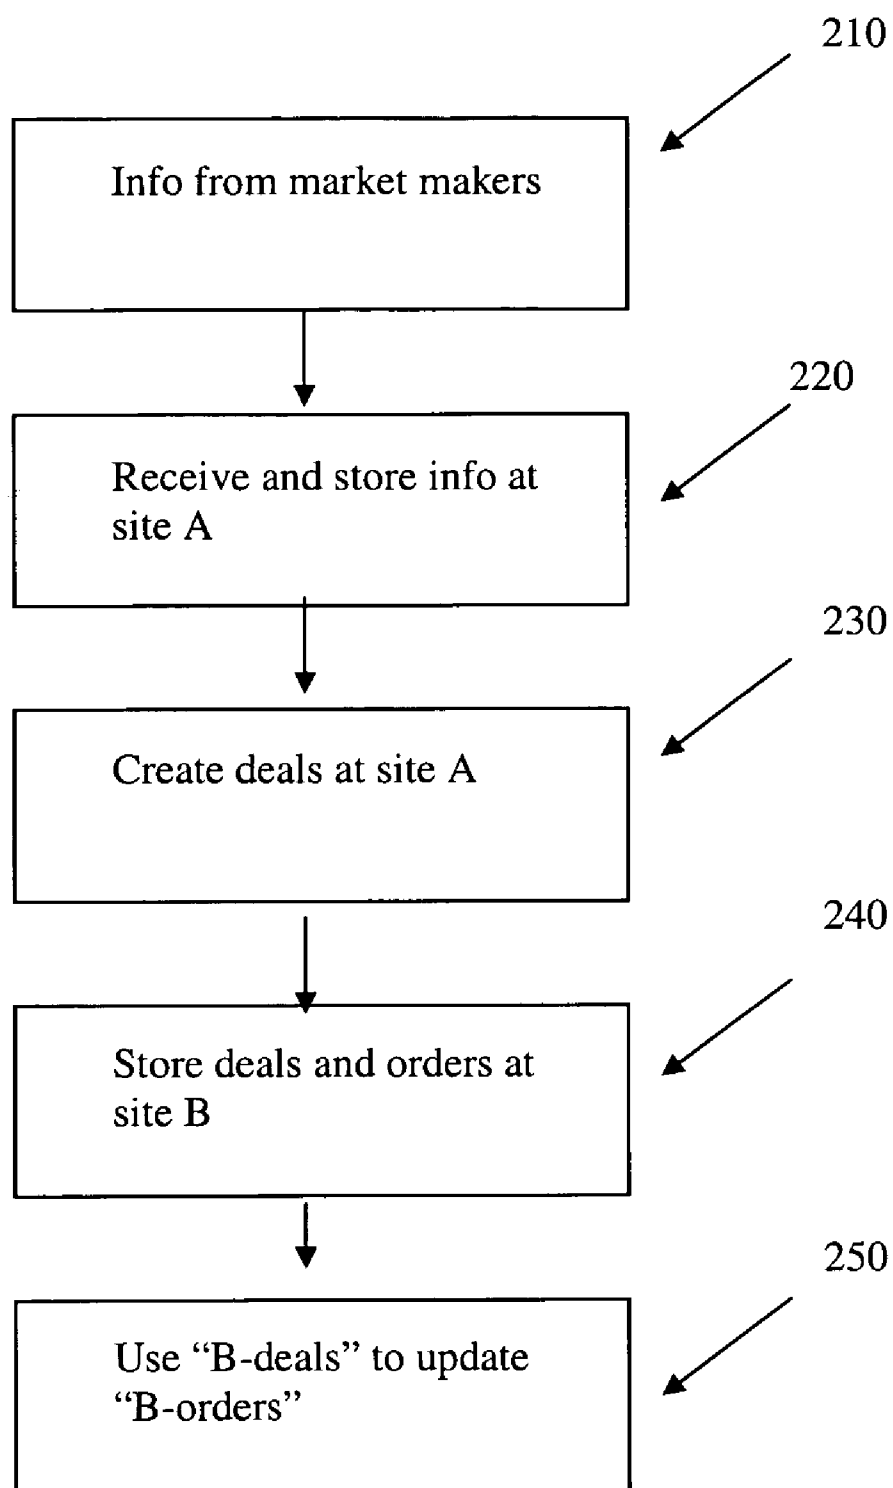 210
Info from market makers
220
Receive and store info at
site A
230
Create deals at site A
240
Store deals and orders at
site B
250
Use “B-deals” to update
“B-orders”